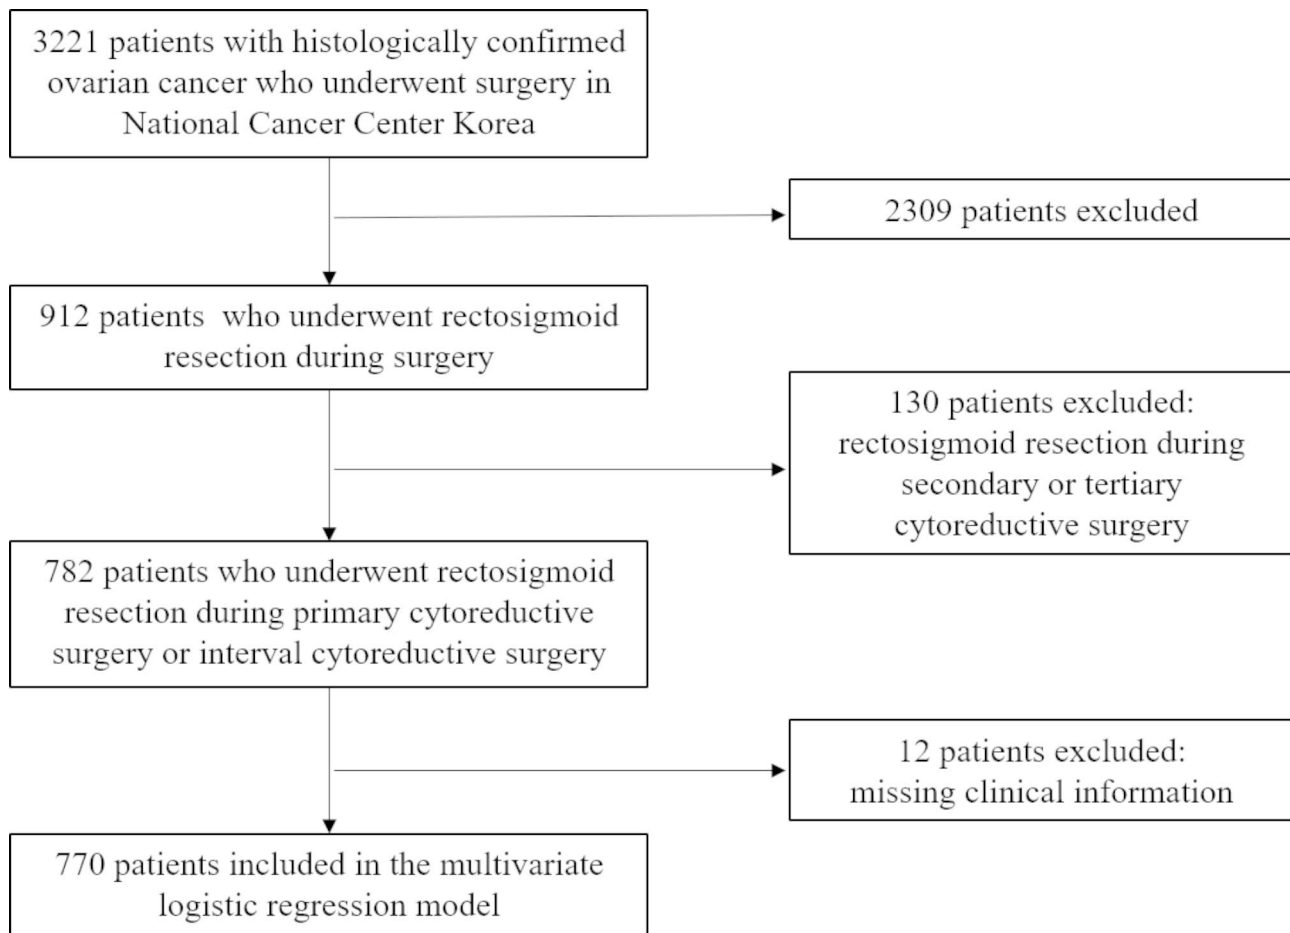 3221 patients with histologically confirmed
ovarian cancer who underwent surgery in
National Cancer Center Korea
2309 patients excluded
912 patients who underwent rectosigmoid
resection during surgery
130 patients excluded:
rectosigmoid resection during
secondary or tertiary
cytoreductive surgery
782 patients who underwent rectosigmoid
resection during primary cytoreductive
surgery or interval cytoreductive surgery
12 patients excluded:
missing clinical information
770 patients included in the multivariate
logistic regression model